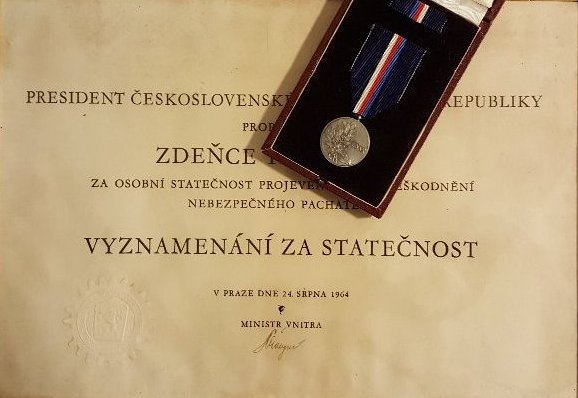 PRESIDENT ČESKOSLOVENSK REPUBLIKY
PROP
ZDEŇCE
ZA OSOBNÍ STATEČNOST PROJEVEN EŠKODNĚNÍ
NEBEZPEČNÉHO PACHATE
VYZNAMENÁNÍ ZA STATEČNOST
V PRAZE DNE 24. SRPNA 1964
MINISTR VNITRA